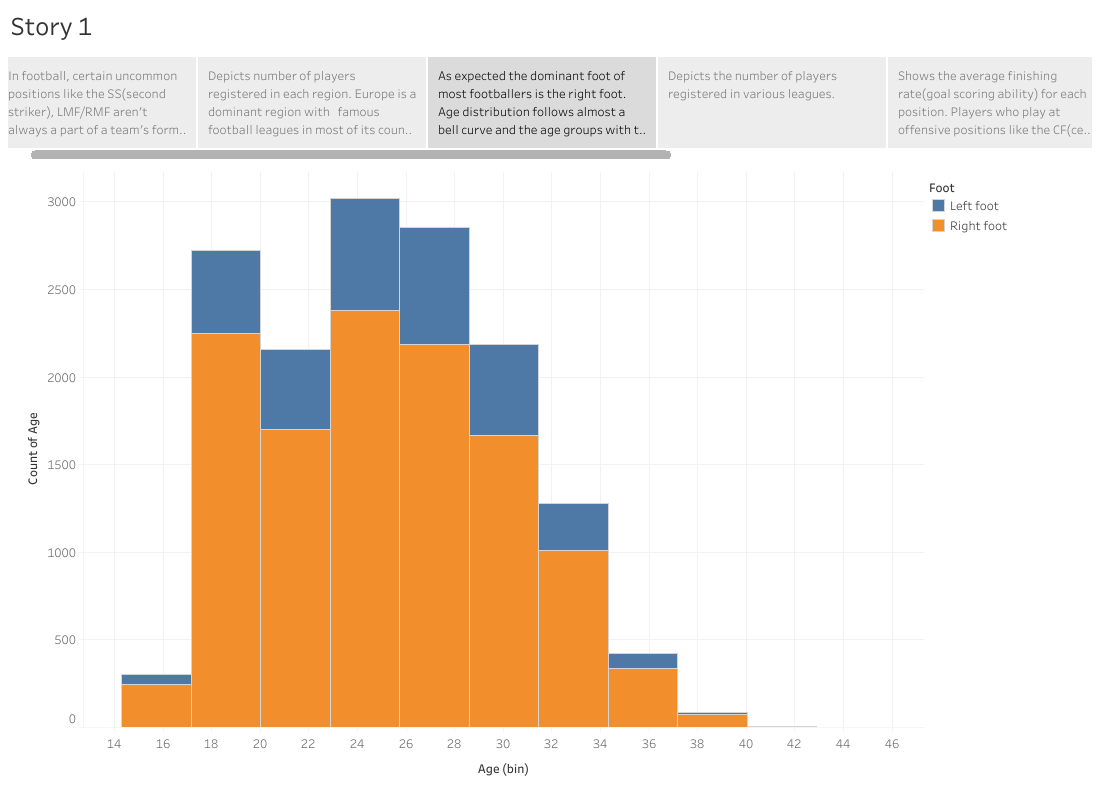 Story 1
In football, certain uncommon
positions like the SS(second
striker), LMF/RMF aren't
always a part of a team's form..
Depicts number of players
registered in each region. Europe is a
dominant region with famous
football leagues in most of its coun..
As expected the dominant foot of
most footballers is the right foot.
Age distribution follows almost a
bell curve and the age groups with t..
Depicts the number of players
registered in various leagues.
Shows the average finishing
rate(goal scoring ability) for each
position. Players who play at
offensive positions like the CF(ce..
Foot
Left foot
Right foot
Count of Age
3000
2500
2000
1500
1000
500
0
14 16 18 20 22 24 26 28 30 32 34 36 38 40 42 44 46
Age (bin)